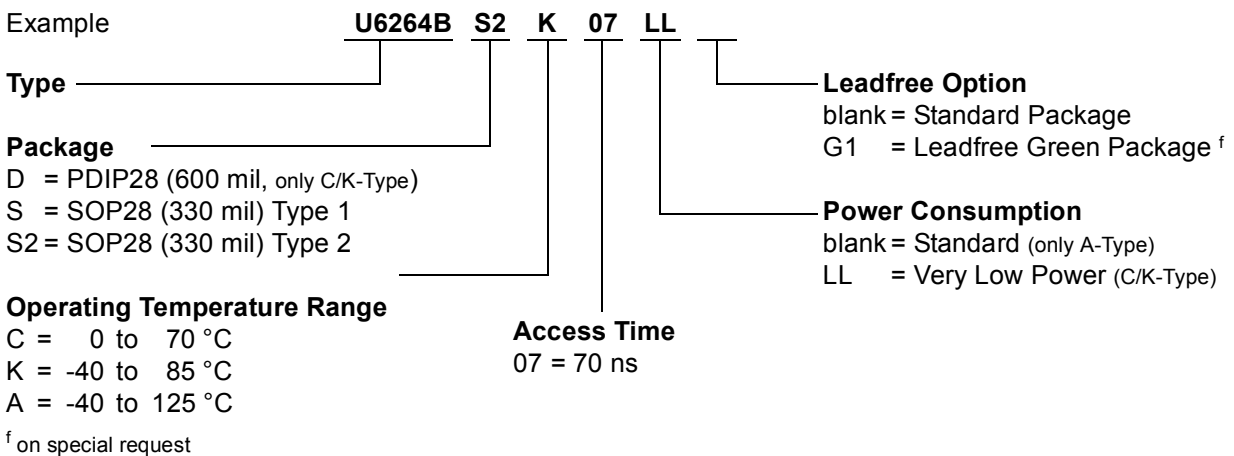 Example U6264B S2 K 07 LL
Type
Package
D = PDIP28 (600 mil, only C/K-Type)
S = SOP28 (330 mil) Type 1
S2 = SOP28 (330 mil) Type 2
Operating Temperature Range
C = 0 to 70 °C
K = -40 to 85 °C
A = -40 to 125 °C
f on special request
Access Time
07 = 70 ns
Leadfree Option
blank = Standard Package
G1 = Leadfree Green Package f
Power Consumption
blank = Standard (only A-Type)
LL = Very Low Power (C/K-Type)